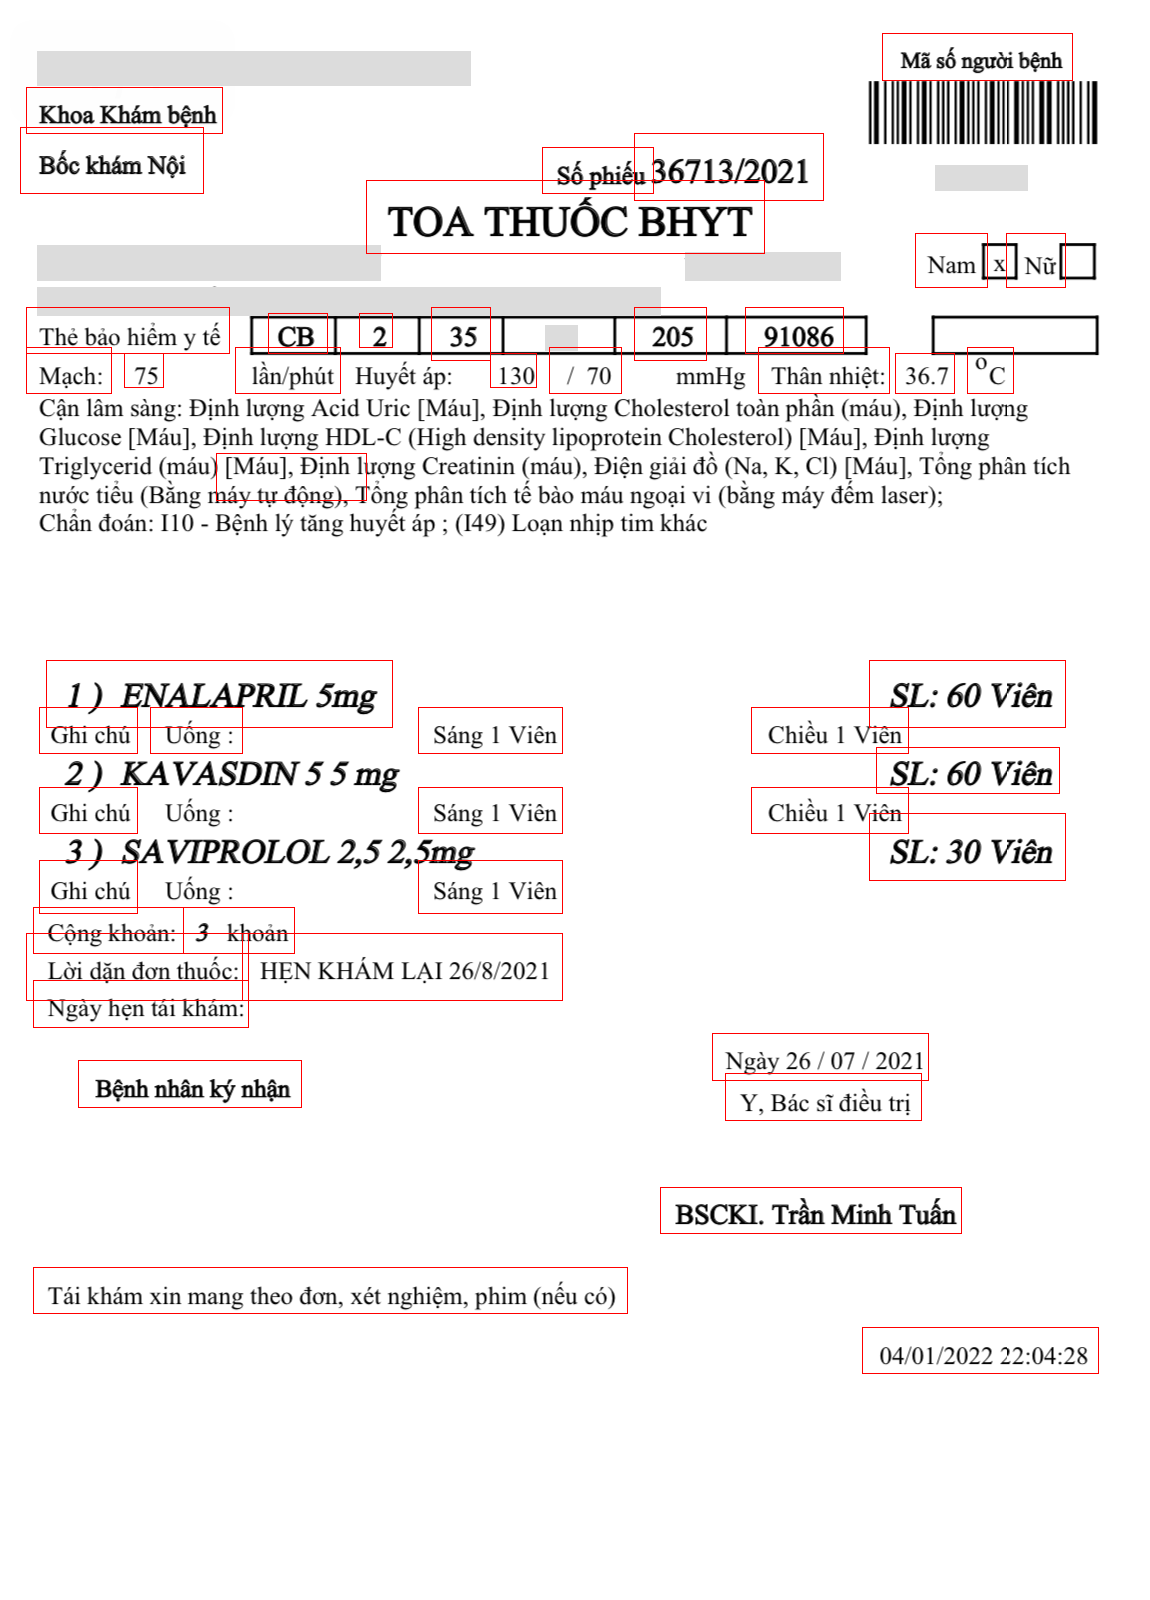 Mã số người bệnh
Khoa Khám bệnh
Bốc khám Nội
Số phiếu 36713/2021
TOA THUỐC BHYT
Nam x Nữ
Thẻ bảo hiểm y tế CB 2 35 205 91086
Mạch: 75 lần/phút Huyết áp: 130 / 70 mmHg Thân nhiệt: 36.7 °C
Cận lâm sàng: Định lượng Acid Uric [Máu], Định lượng Cholesterol toàn phần (máu), Định lượng
Glucose [Máu], Định lượng HDL-C (High density lipoprotein Cholesterol) [Máu], Định lượng
Triglycerid (máu) [Máu], Định lượng Creatinin (máu), Điện giải đồ (Na, K, Cl) [Máu], Tổng phân tích
nước tiểu (Bằng máy tự động), Tổng phân tích tế bào máu ngoại vi (bằng máy đếm laser);
Chẩn đoán: I10 - Bệnh lý tăng huyết áp ; (I49) Loạn nhịp tim khác
1 ) ENALAPRIL 5mg SL: 60 Viên
Ghi chú Uống : Sáng 1 Viên Chiều 1 Viên
2 ) KAVASDIN 5 5 mg SL: 60 Viên
Ghi chú Uống : Sáng 1 Viên Chiều 1 Viên
3 ) SAVIPROLOL 2,5 2,5mg SL: 30 Viên
Ghi chú Uống : Sáng 1 Viên
Cộng khoản: 3 khoản
Lời dặn đơn thuốc: HẸN KHÁM LẠI 26/8/2021
Ngày hẹn tái khám:
Ngày 26 / 07 / 2021
Bệnh nhân ký nhận
Y, Bác sĩ điều trị
BSCKI. Trần Minh Tuấn
Tái khám xin mang theo đơn, xét nghiệm, phim (nếu có)
04/01/2022 22:04:28